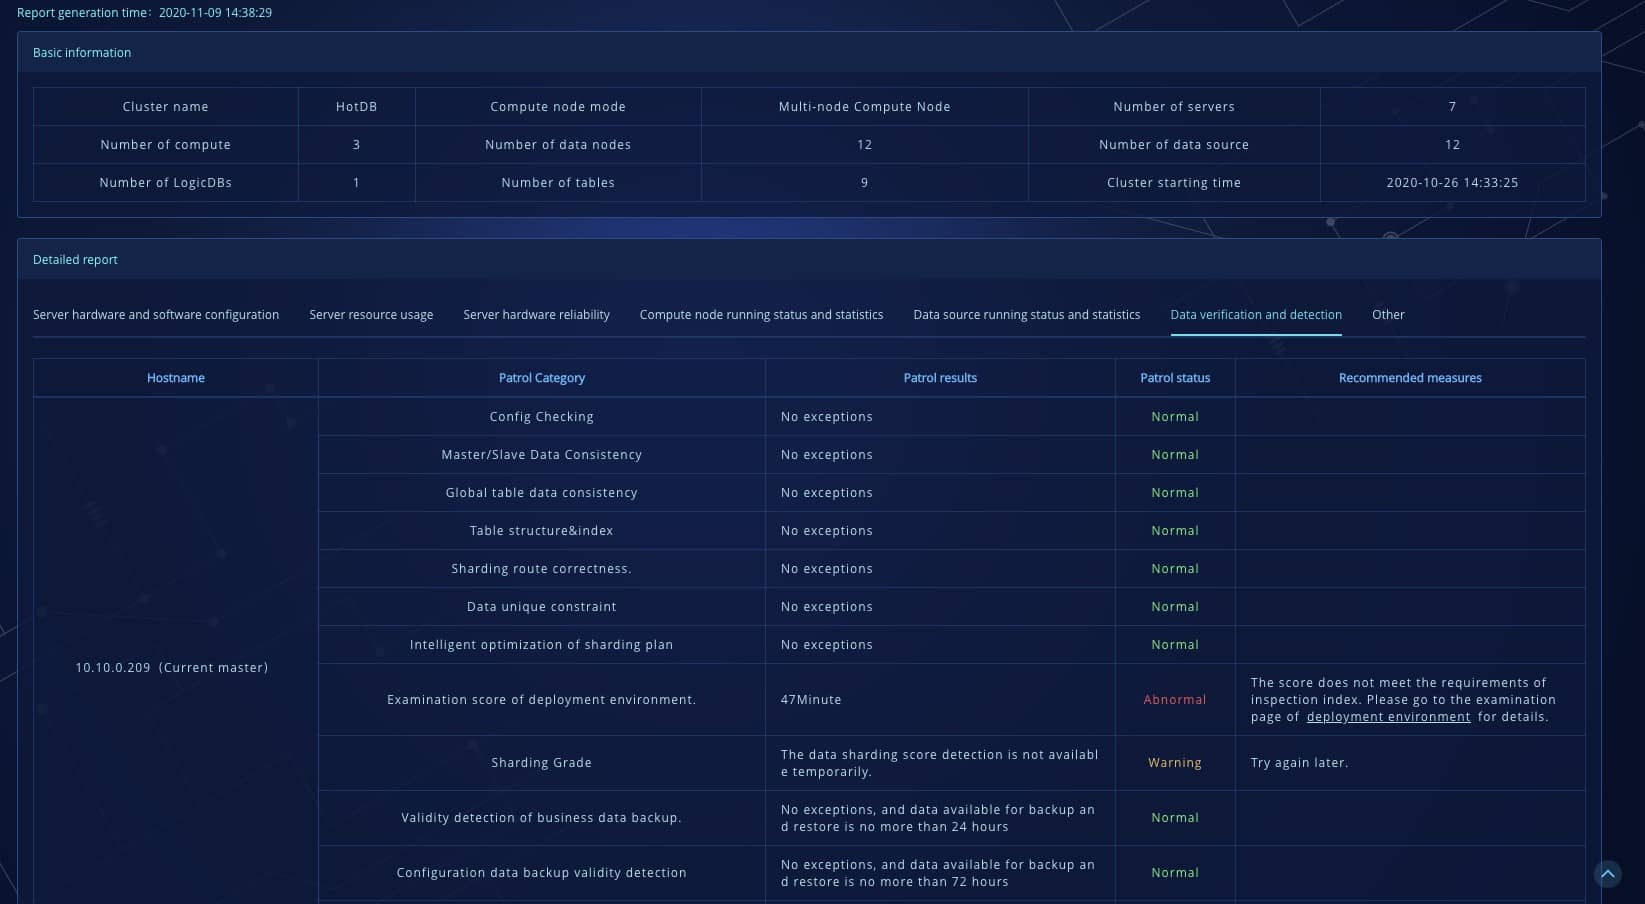 Report generation time：2020-11-09 14:38:29
Basic information
Cluster name HotDB Compute node mode Multi-node Compute Node Number of servers 7
Number of compute 3 Number of data nodes 12 Number of data source 12
Number of LogicDBs 1 Number of tables 9 Cluster starting time 2020-10-26 14:33:25
Detailed report
Server hardware and software configuration Server resource usage Server hardware reliability Compute node running status and statistics Data source running status and statistics Data verification and detection Other
Hostname Patrol Category Patrol results Patrol status Recommended measures
Config Checking No exceptions Normal
Master/Slave Data Consistency No exceptions Normal
Global table data consistency No exceptions Normal
Table structure&index No exceptions Normal
Sharding route correctness. No exceptions Normal
Data unique constraint No exceptions Normal
Intelligent optimization of sharding plan No exceptions Normal
10.10.0.209 (Current master)
Examination score of deployment environment. 47Minute Abnormal
The score does not meet the requirements of
inspection index. Please go to the examination
page of deployment environment for details.
Sharding Grade
The data sharding score detection is not availabl
e temporarily.
Warning Try again later.
Validity detection of business data backup.
No exceptions, and data available for backup an
d restore is no more than 24 hours
Normal
Configuration data backup validity detection
No exceptions, and data available for backup an
d restore is no more than 72 hours
Normal